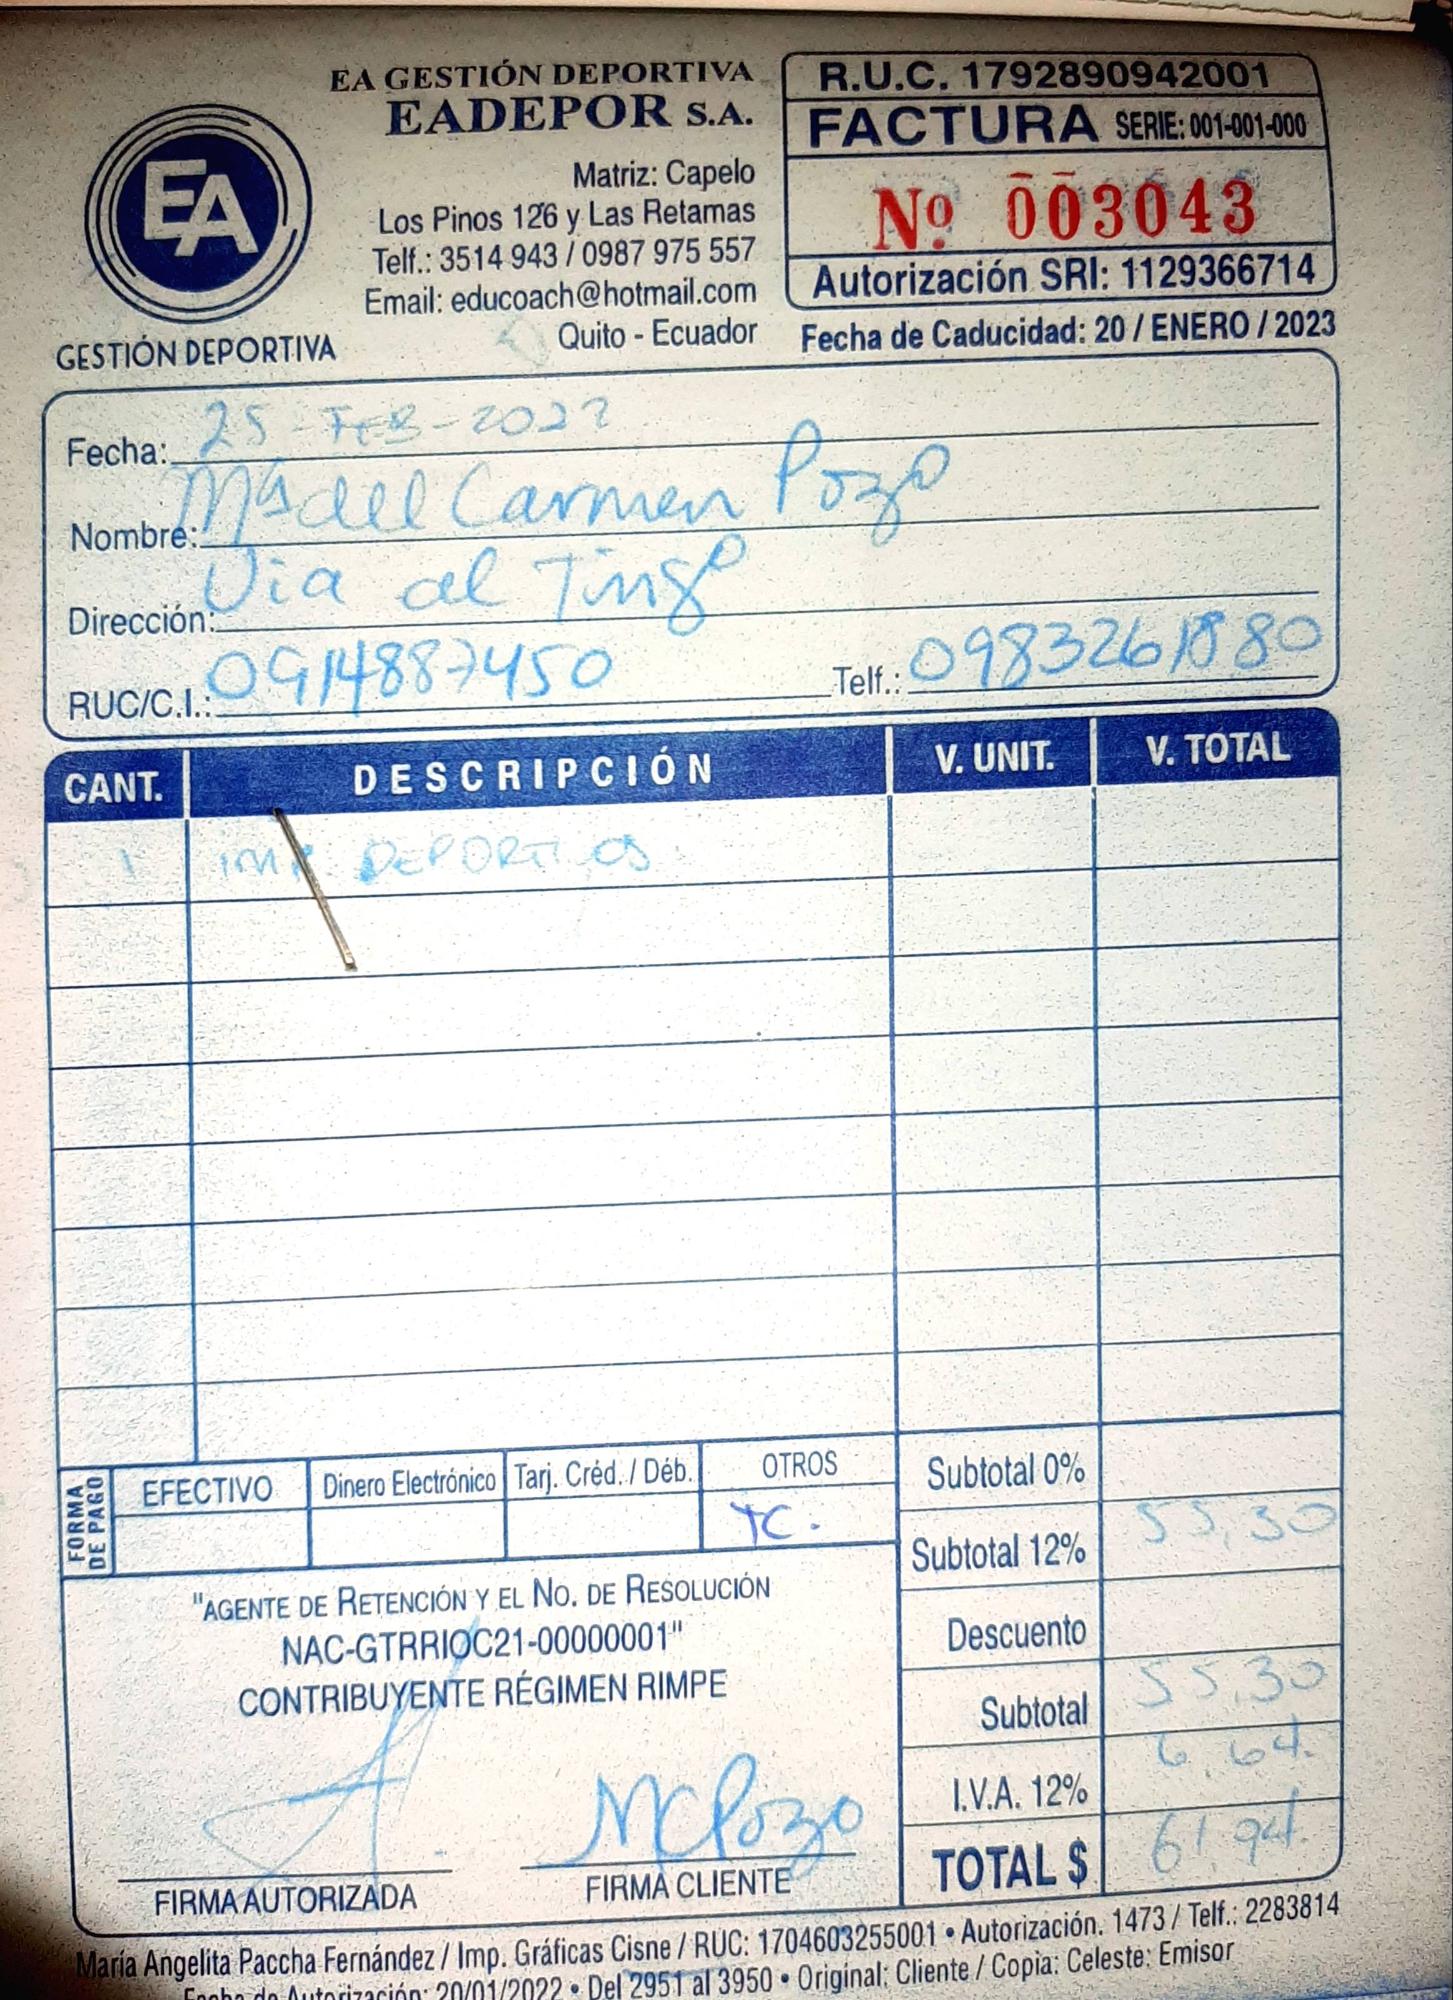 EA GESTIÓN DEPORTIVA
EADEPOR S.A.
EA
GESTIÓN DEPORTIVA
Matriz: Capelo
Los Pinos 126 y Las Retamas
Telf.: 3514 943 / 0987 975 557
Email: educoach@hotmail.com
Quito - Ecuador
R.U.C. 1792890942001
FACTURA SERIE: 001-001-000
Nº 003043
Autorización SRI: 1129366714
Fecha de Caducidad: 20 / ENERO / 2023
Fecha: 25 - FEB - 2022
Nombre: Mª del Carmen Pozo
Dirección: Via al Tingo
RUC/C.I.: 0914887450 Telf.:
CANT. DESCRIPCIÓN V. UNIT. V. TOTAL
1 IMP DEPORTIVOS
FORMA DE PAGO
EFECTIVO Dinero Electrónico Tarj. Créd. / Déb. OTROS
TC.
Subtotal 0%
Subtotal 12% 55,30
Descuento
Subtotal 55,30
I.V.A. 12% 6,64.
TOTAL $ 61,94.
"AGENTE DE RETENCIÓN Y EL NO. DE RESOLUCIÓN
NAC-GTRRIOC21-00000001"
CONTRIBUYENTE RÉGIMEN RIMPE
MCPozo
FIRMA AUTORIZADA FIRMA CLIENTE
María Angelita Paccha Fernández / Imp. Gráficas Cisne / RUC: 1704603255001 • Autorización. 1473 / Telf.: 2283814
Fecha de Autorización: 20/01/2022 • Del 2951 al 3950 • Original: Cliente / Copia: Celeste: Emisor